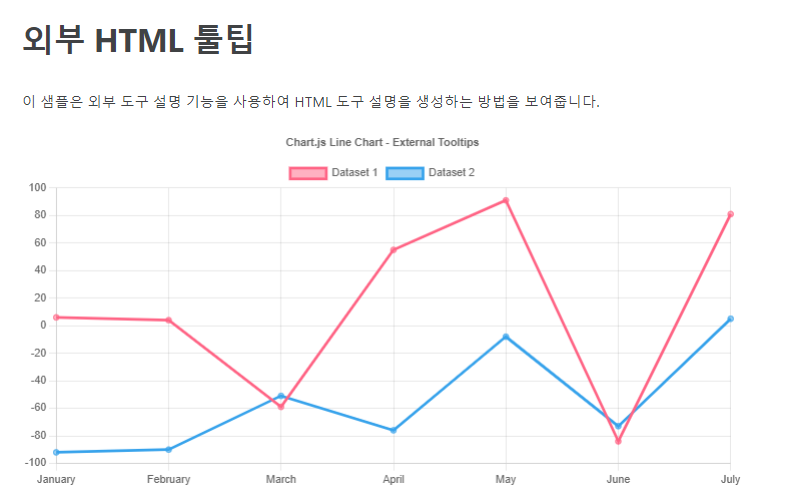 외부 HTML 툴팁
이 샘플은 외부 도구 설명 기능을 사용하여 HTML 도구 설명을 생성하는 방법을 보여줍니다.
Chart.js Line Chart - External Tooltips
Dataset 1 Dataset 2
100
80
60
40
20
0
-20
-40
-60
-80
-100
January February March April May June July